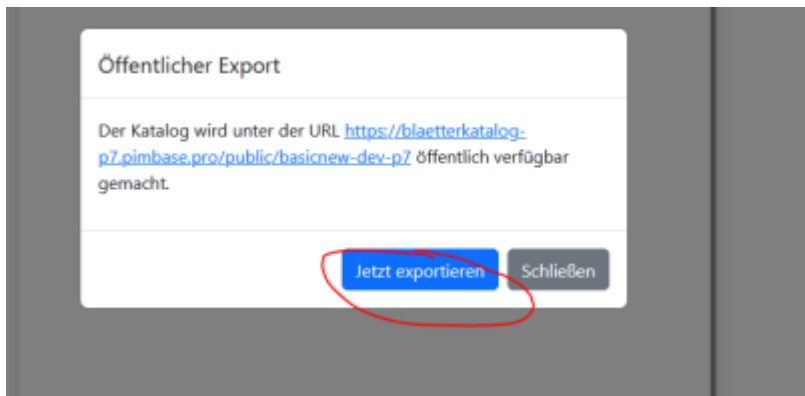 Öffentlicher Export
Der Katalog wird unter der URL https://blaetterkatalog-
p7.pimbase.pro/public/basicnew-dev-p7 öffentlich verfügbar
gemacht.
Jetzt exportieren Schließen